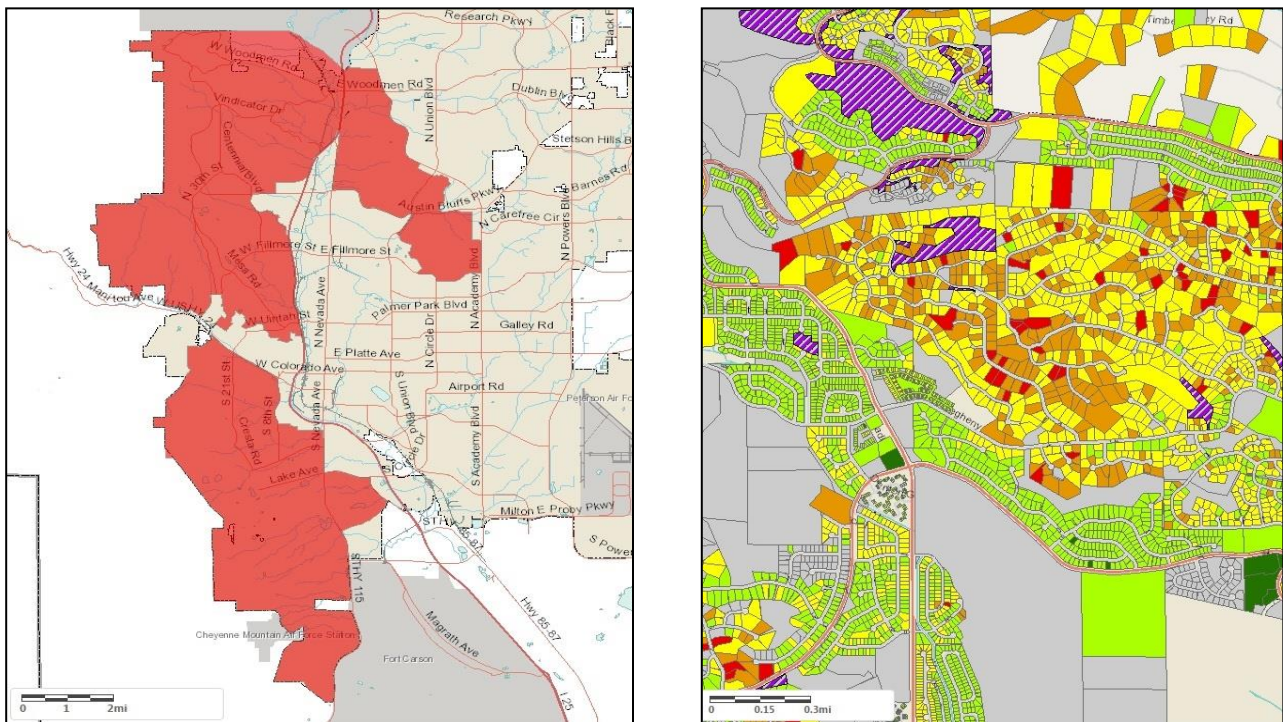 Research Pkwy
Black F
W Woodmen Rd
E Woodmen Rd
Dublin Blvd
Vindicator Dr
N Union Blvd
Centennial Blvd
Stetson Hills B
N 30th St
S Barnes Rd
Austin Bluffs Pkwy
N Carefree Cir
N Powers Blvd
W Fillmore St
E Fillmore St
Mesa Rd
Hwy 24
Manitou Ave
N Nevada Ave
Palmer Park Blvd
N Circle Dr
N Academy Blvd
Galley Rd
W Uintah St
E Platte Ave
W Colorado Ave
S 21st St
S 8th St
S Nevada Ave
S Union Blvd
Airport Rd
Peterson Air Fo
Cresta Rd
S Circle Dr
S Academy Blvd
Lake Ave
Milton E Proby Pkwy
S Power
STHY 115
Hwy 85-87
Magrath Ave
Cheyenne Mountain Air Force Station
Fort Carson
I 25
0 1 2mi
Rd
egheny
0 0.15 0.3mi